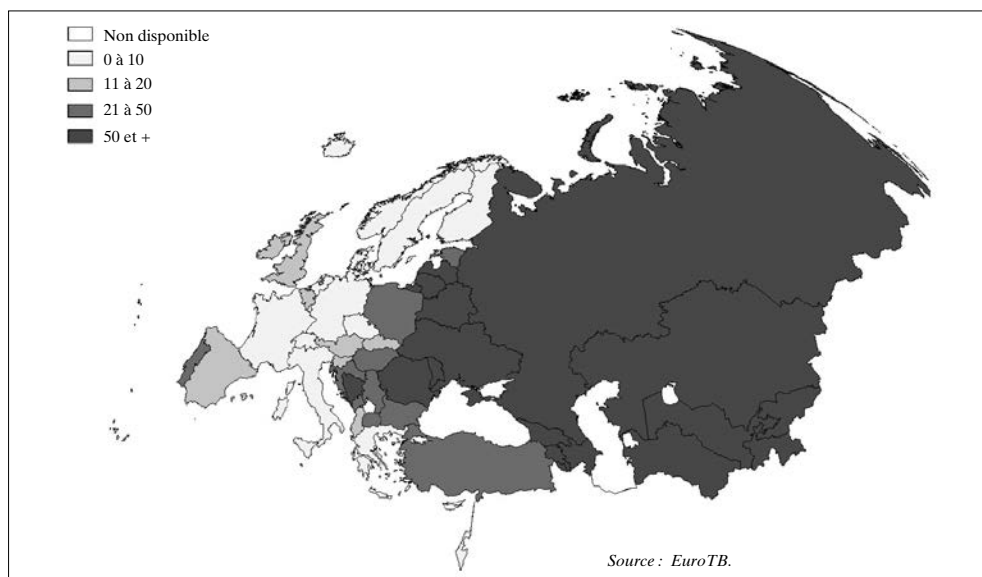 Non disponible
0 à 10
11 à 20
21 à 50
50 et +
Source : EuroTB.